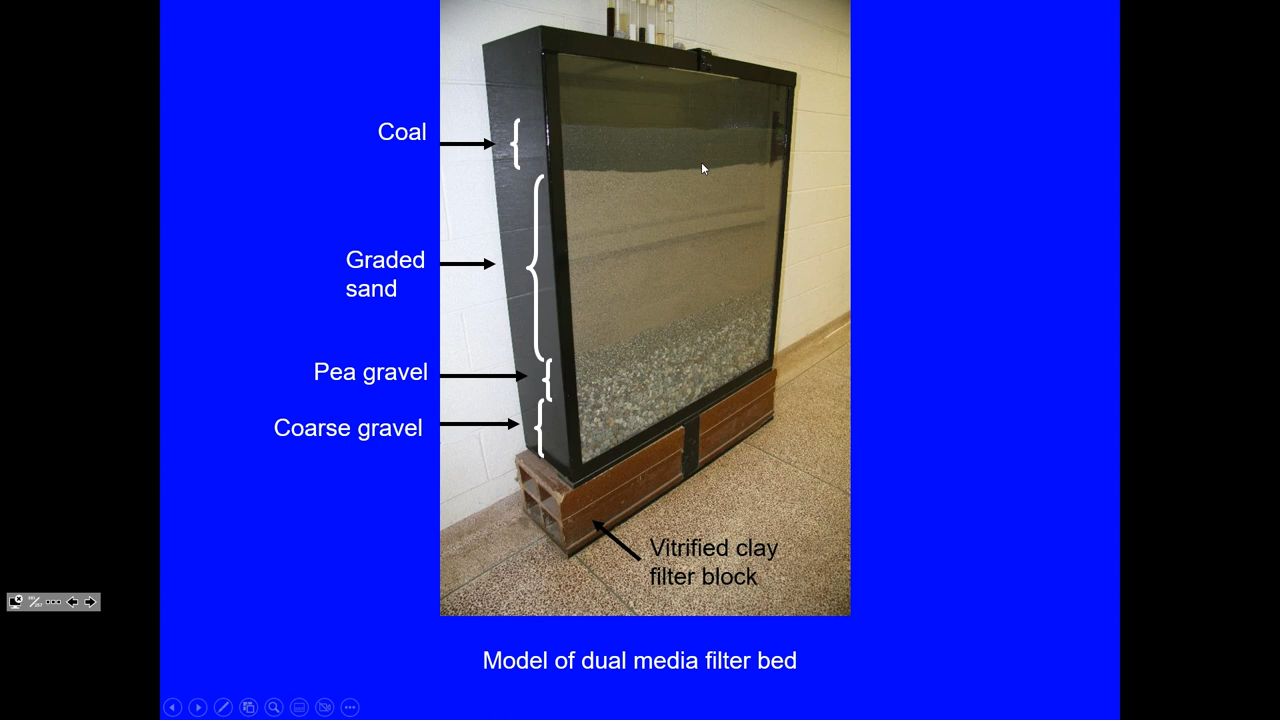 Coal
Graded
sand
Pea gravel
Coarse gravel
Vitrified clay
filter block
Model of dual media filter bed